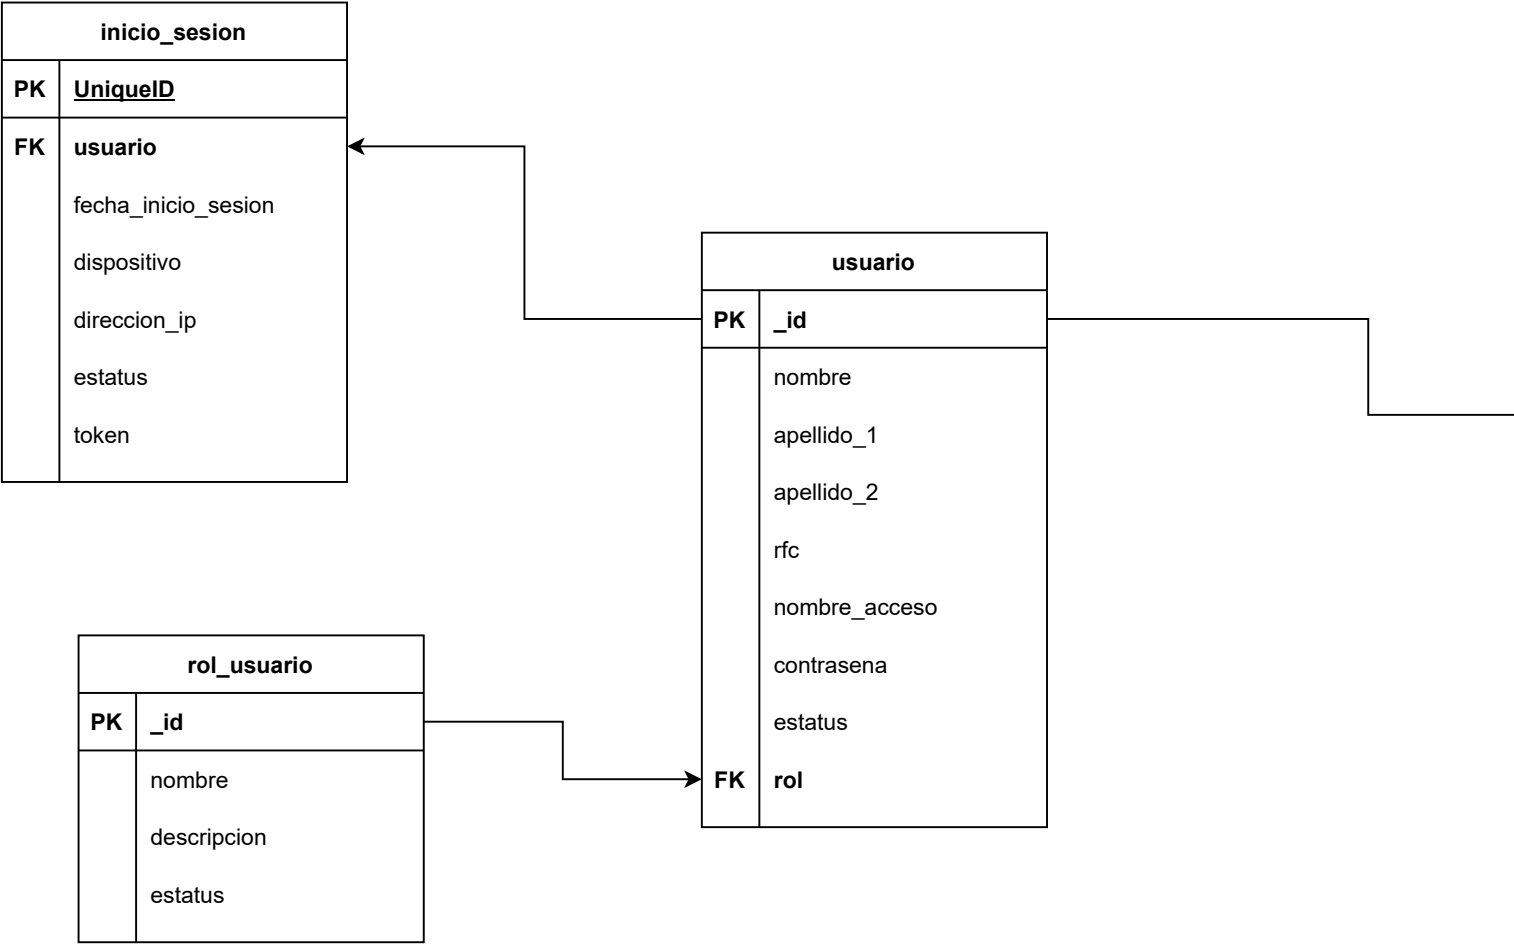 inicio_sesion
PK UniqueID
FK usuario
fecha_inicio_sesion
dispositivo
direccion_ip
estatus
token
usuario
PK _id
nombre
apellido_1
apellido_2
rfc
nombre_acceso
contrasena
estatus
FK rol
rol_usuario
PK _id
nombre
descripcion
estatus